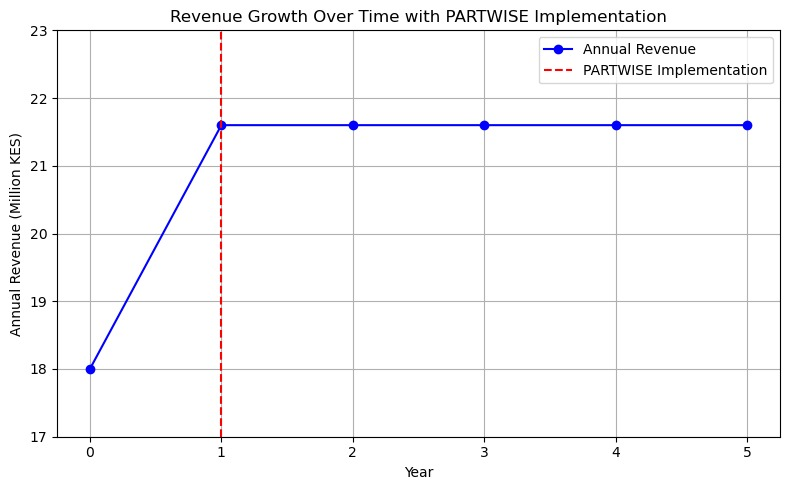 Revenue Growth Over Time with PARTWISE Implementation
Annual Revenue
PARTWISE Implementation
Annual Revenue (Million KES)
23
22
21
20
19
18
17
0 1 2 3 4 5
Year